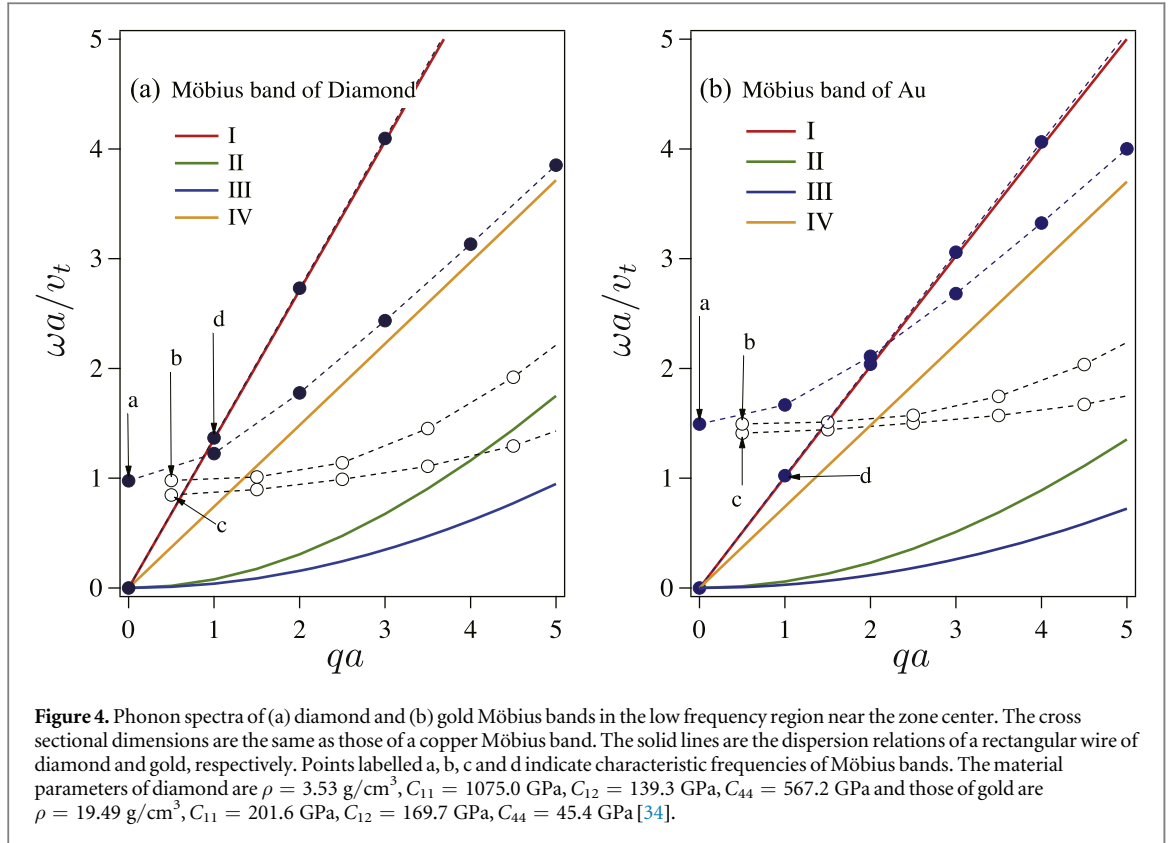 (a) Möbius band of Diamond
I
II
III
IV
5
4
3
2
1
0
ωa/v_t
a
b
d
c
0 1 2 3 4 5
qa
(b) Möbius band of Au
I
II
III
IV
5
4
3
2
1
0
ωa/v_t
a
b
c
d
0 1 2 3 4 5
qa
Figure 4. Phonon spectra of (a) diamond and (b) gold Möbius bands in the low frequency region near the zone center. The cross
sectional dimensions are the same as those of a copper Möbius band. The solid lines are the dispersion relations of a rectangular wire of
diamond and gold, respectively. Points labelled a, b, c and d indicate characteristic frequencies of Möbius bands. The material
parameters of diamond are ρ = 3.53 g/cm³, C₁₁ = 1075.0 GPa, C₁₂ = 139.3 GPa, C₄₄ = 567.2 GPa and those of gold are
ρ = 19.49 g/cm³, C₁₁ = 201.6 GPa, C₁₂ = 169.7 GPa, C₄₄ = 45.4 GPa [34].